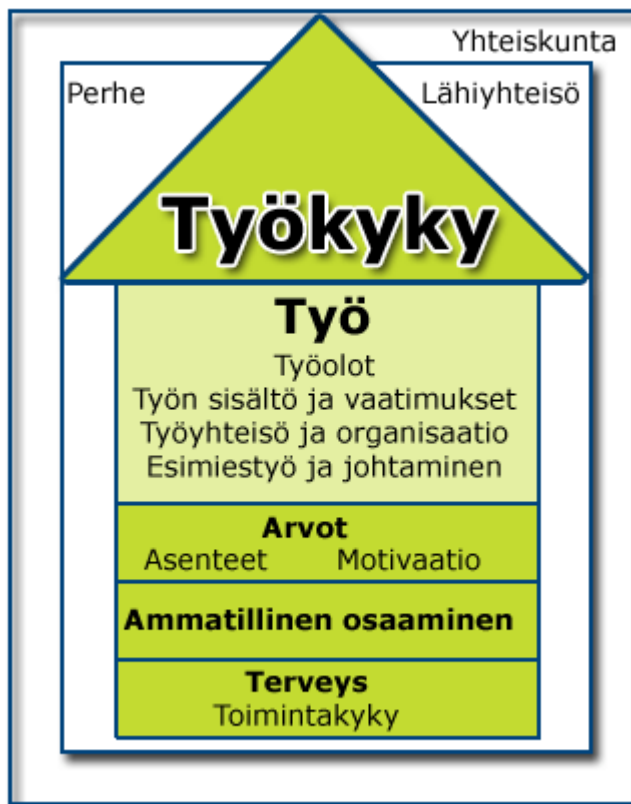 Yhteiskunta
Perhe
Lähiyhteisö
Työkyky
Työ
Työolot
Työn sisältö ja vaatimukset
Työyhteisö ja organisaatio
Esimiestyö ja johtaminen
Arvot
Asenteet Motivaatio
Ammatillinen osaaminen
Terveys
Toimintakyky